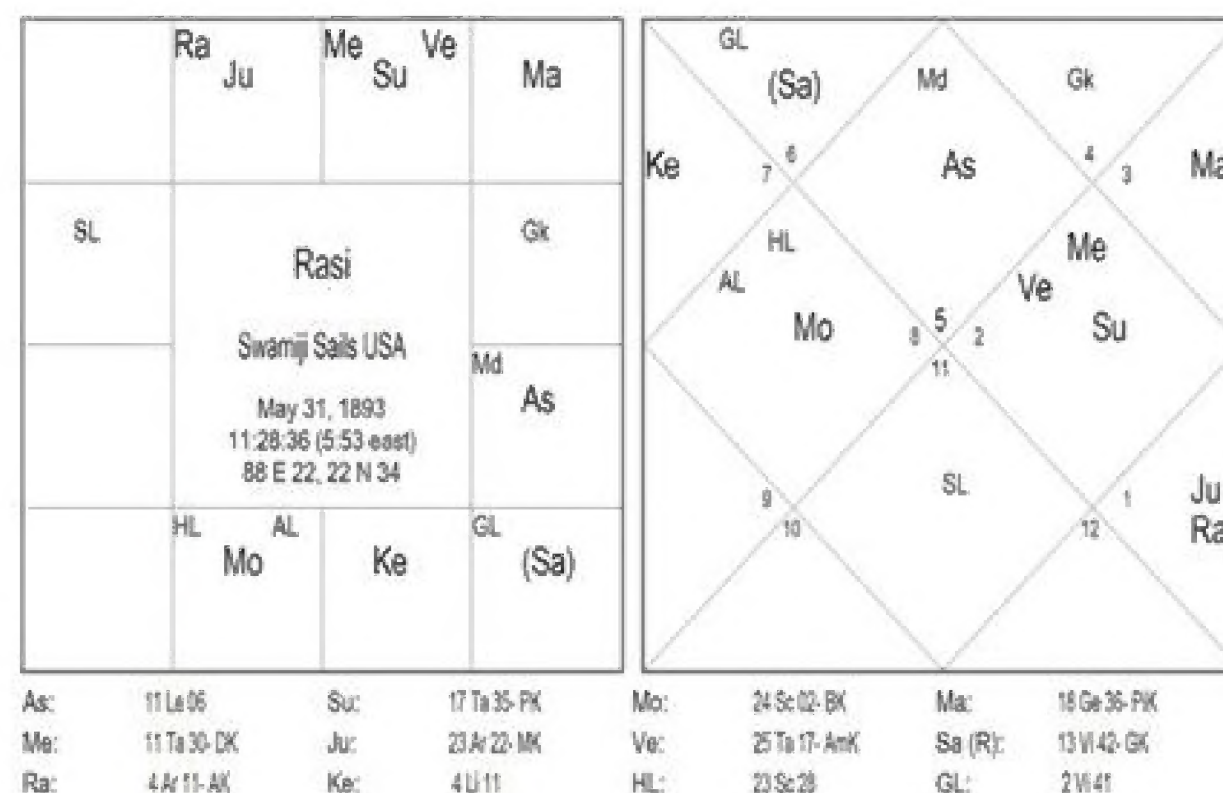 Ra
Ju
Me
Su
Ve
Ma
SL
Gk
Rasi
Swamiji Sails USA
Md
As
May 31, 1893
11:28:36 (5:53 east)
88 E 22, 22 N 34
HL
AL
Mo
Ke
GL
(Sa)
GL
(Sa)
Md
Gk
Ke
7
6
As
4
3
Ma
HL
AL
Mo
Me
Ve
Su
8
5
2
11
SL
9
10
12
1
Ju
Ra
As: 11 Le 06 Su: 17 Ta 35- PK Mo: 24 Sc 02- BK Ma: 18 Ge 36- PiK
Me: 11 Ta 30- DK Ju: 23 Ar 22- MK Ve: 25 Ta 17- AmK Sa (R): 13 Vi 42- GK
Ra: 4 Ar 11- AK Ke: 4 Li 11 HL: 23 Sc 28 GL: 2 Vi 41